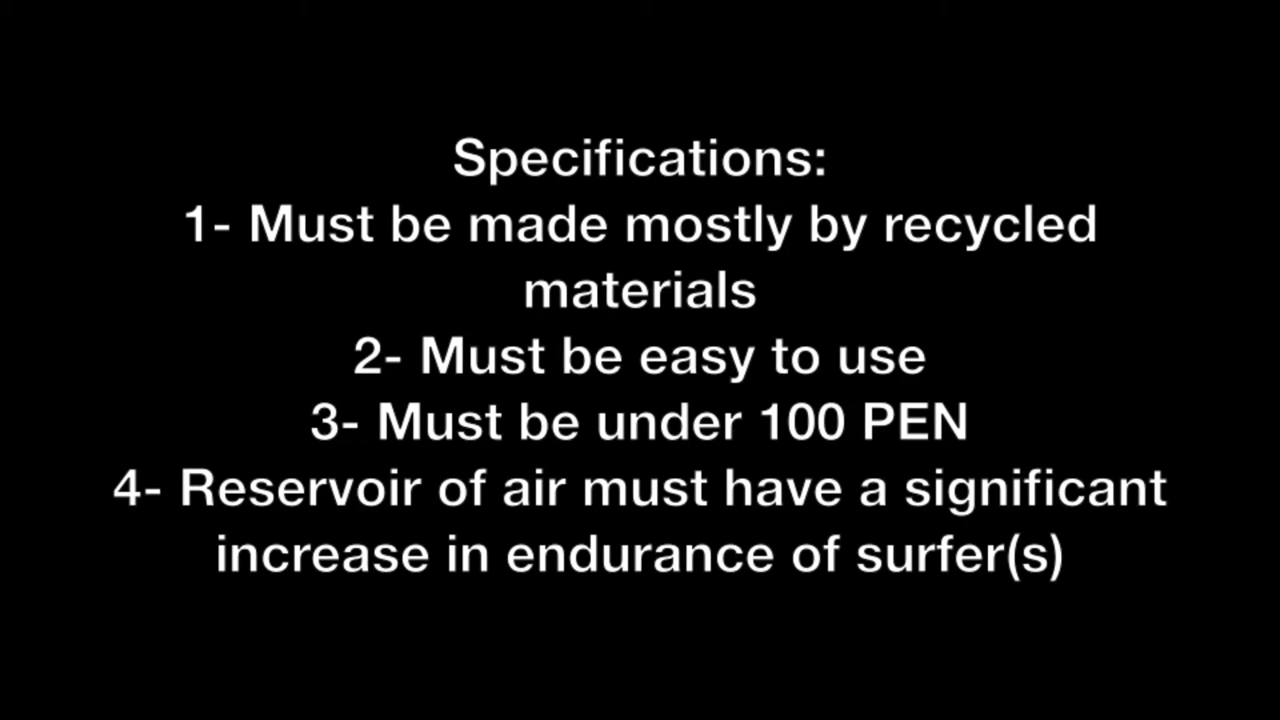 Specifications:
1- Must be made mostly by recycled
materials
2- Must be easy to use
3- Must be under 100 PEN
4- Reservoir of air must have a significant
increase in endurance of surfer(s)